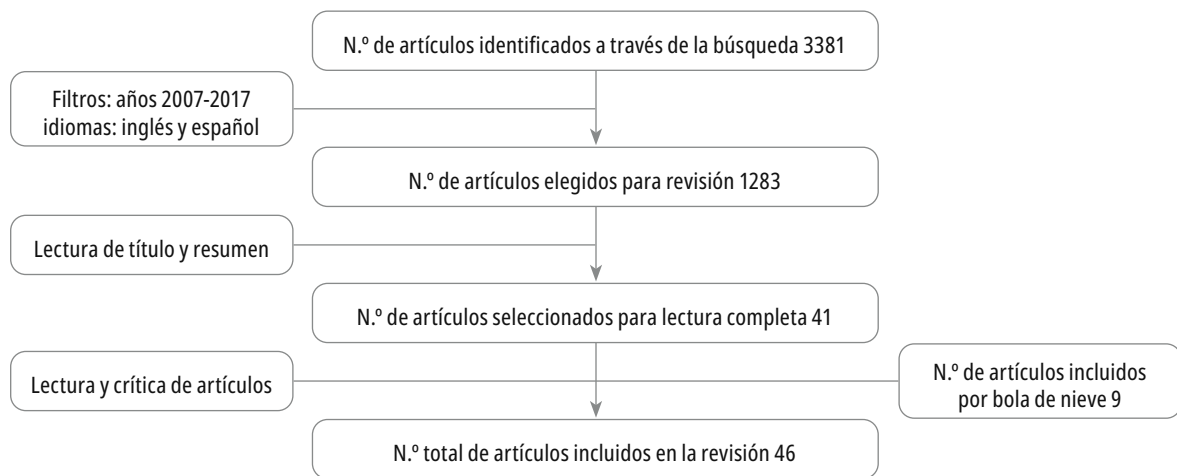 N.º de artículos identificados a través de la búsqueda 3381
Filtros: años 2007-2017
idiomas: inglés y español
N.º de artículos elegidos para revisión 1283
Lectura de título y resumen
N.º de artículos seleccionados para lectura completa 41
Lectura y crítica de artículos
N.º de artículos incluidos
por bola de nieve 9
N.º total de artículos incluidos en la revisión 46